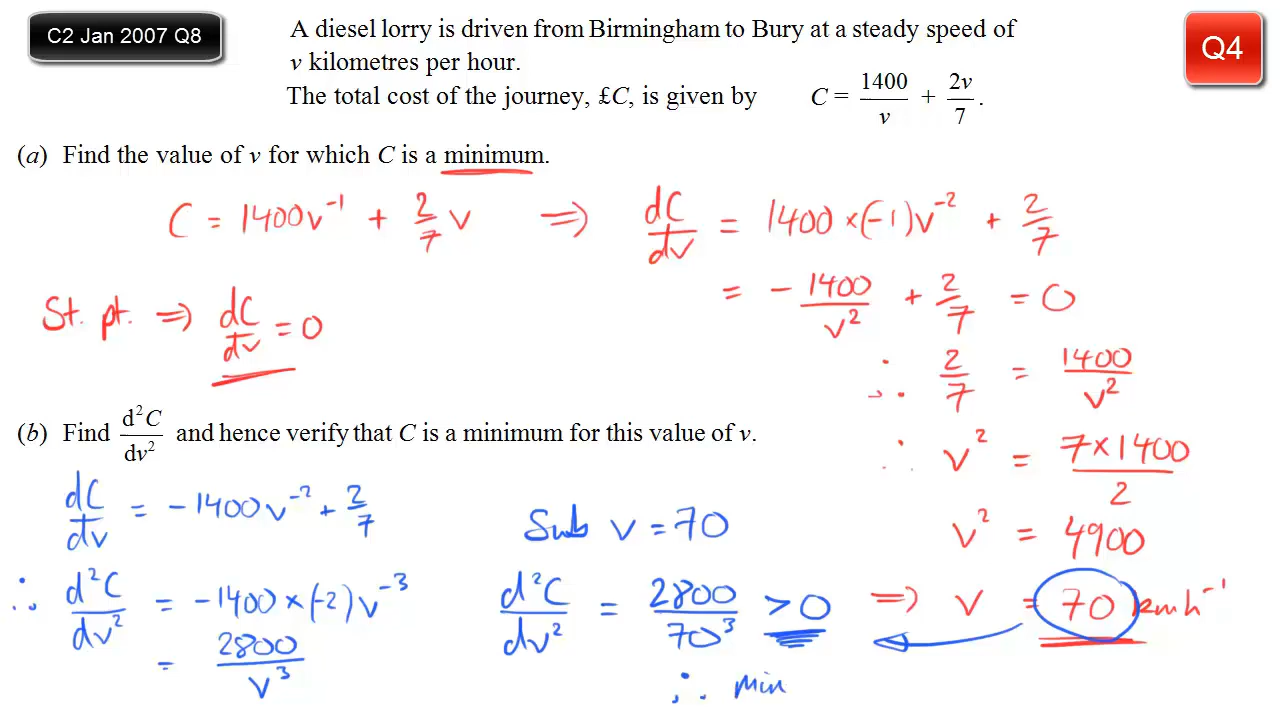 C2 Jan 2007 Q8
A diesel lorry is driven from Birmingham to Bury at a steady speed of
v kilometres per hour.
The total cost of the journey, £C, is given by C = 1400/v + 2v/7.
Q4
(a) Find the value of v for which C is a minimum.
C = 1400v⁻¹ + 2/7 v ⇒ dC/dv = 1400 × (-1)v⁻² + 2/7
= - 1400/v² + 2/7 = 0
St. pt. ⇒ dC/dv = 0
∴ 2/7 = 1400/v²
∴ v² = 7 × 1400/2
v² = 4900
⇒ v = 70 kmh⁻¹
(b) Find d²C/dv² and hence verify that C is a minimum for this value of v.
dC/dv = -1400v⁻² + 2/7
∴ d²C/dv² = -1400 × (-2)v⁻³
= 2800/v³
Sub v = 70
d²C/dv² = 2800/70³ > 0
∴ min